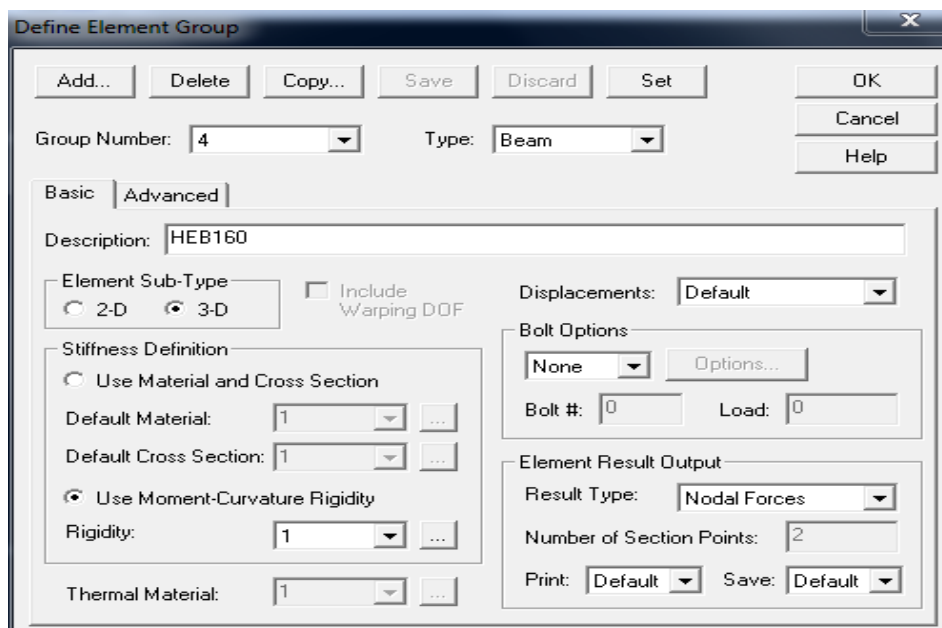 Define Element Group
x
Add... Delete Copy... Save Discard Set OK
Cancel
Group Number: 4 Type: Beam
Help
Basic Advanced
Description: HEB160
Element Sub-Type
2-D 3-D
Include
Warping DOF
Displacements: Default
Stiffness Definition
Use Material and Cross Section
Default Material: 1 ...
Default Cross Section: 1 ...
Use Moment-Curvature Rigidity
Rigidity: 1 ...
Thermal Material: 1 ...
Bolt Options
None Options...
Bolt #: 0 Load: 0
Element Result Output
Result Type: Nodal Forces
Number of Section Points: 2
Print: Default Save: Default